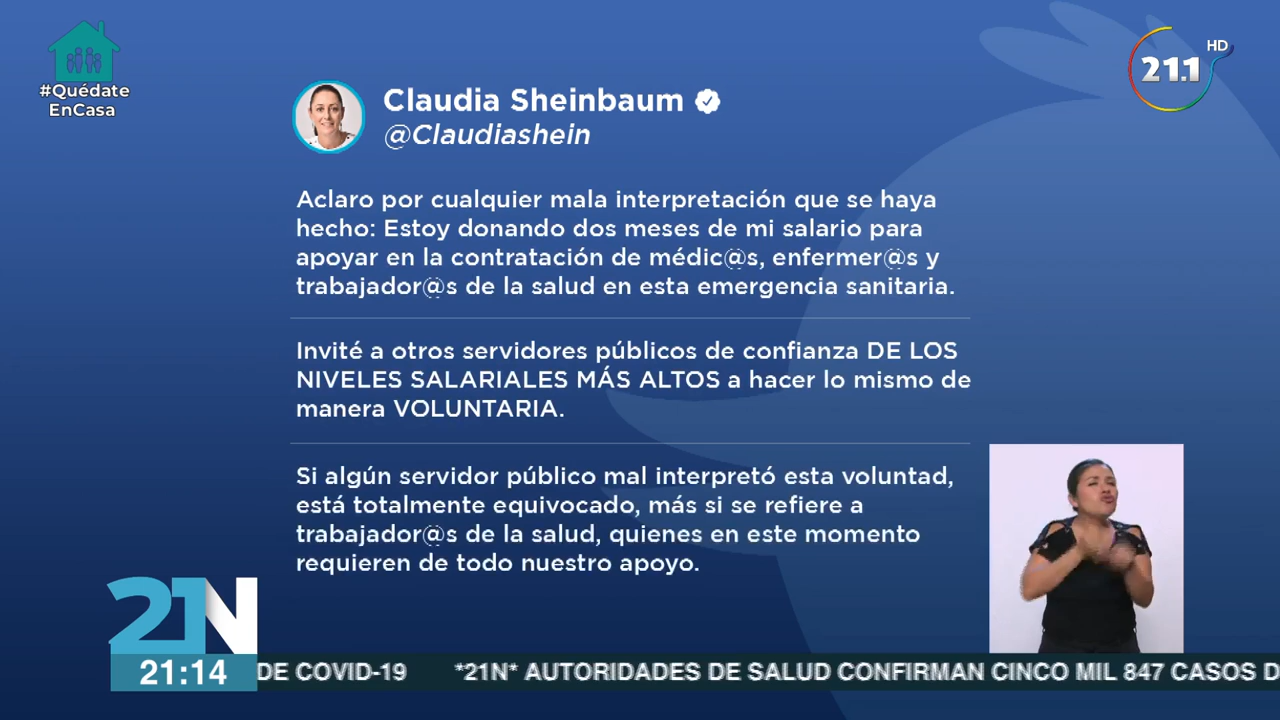 #Quédate
EnCasa
HD
21.1
Claudia Sheinbaum
@Claudiashein
Aclaro por cualquier mala interpretación que se haya
hecho: Estoy donando dos meses de mi salario para
apoyar en la contratación de médic@s, enfermer@s y
trabajador@s de la salud en esta emergencia sanitaria.
Invité a otros servidores públicos de confianza DE LOS
NIVELES SALARIALES MÁS ALTOS a hacer lo mismo de
manera VOLUNTARIA.
Si algún servidor público mal interpretó esta voluntad,
está totalmente equivocado, más si se refiere a
trabajador@s de la salud, quienes en este momento
requieren de todo nuestro apoyo.
21N
21:14
DE COVID-19 *21N* AUTORIDADES DE SALUD CONFIRMAN CINCO MIL 847 CASOS D